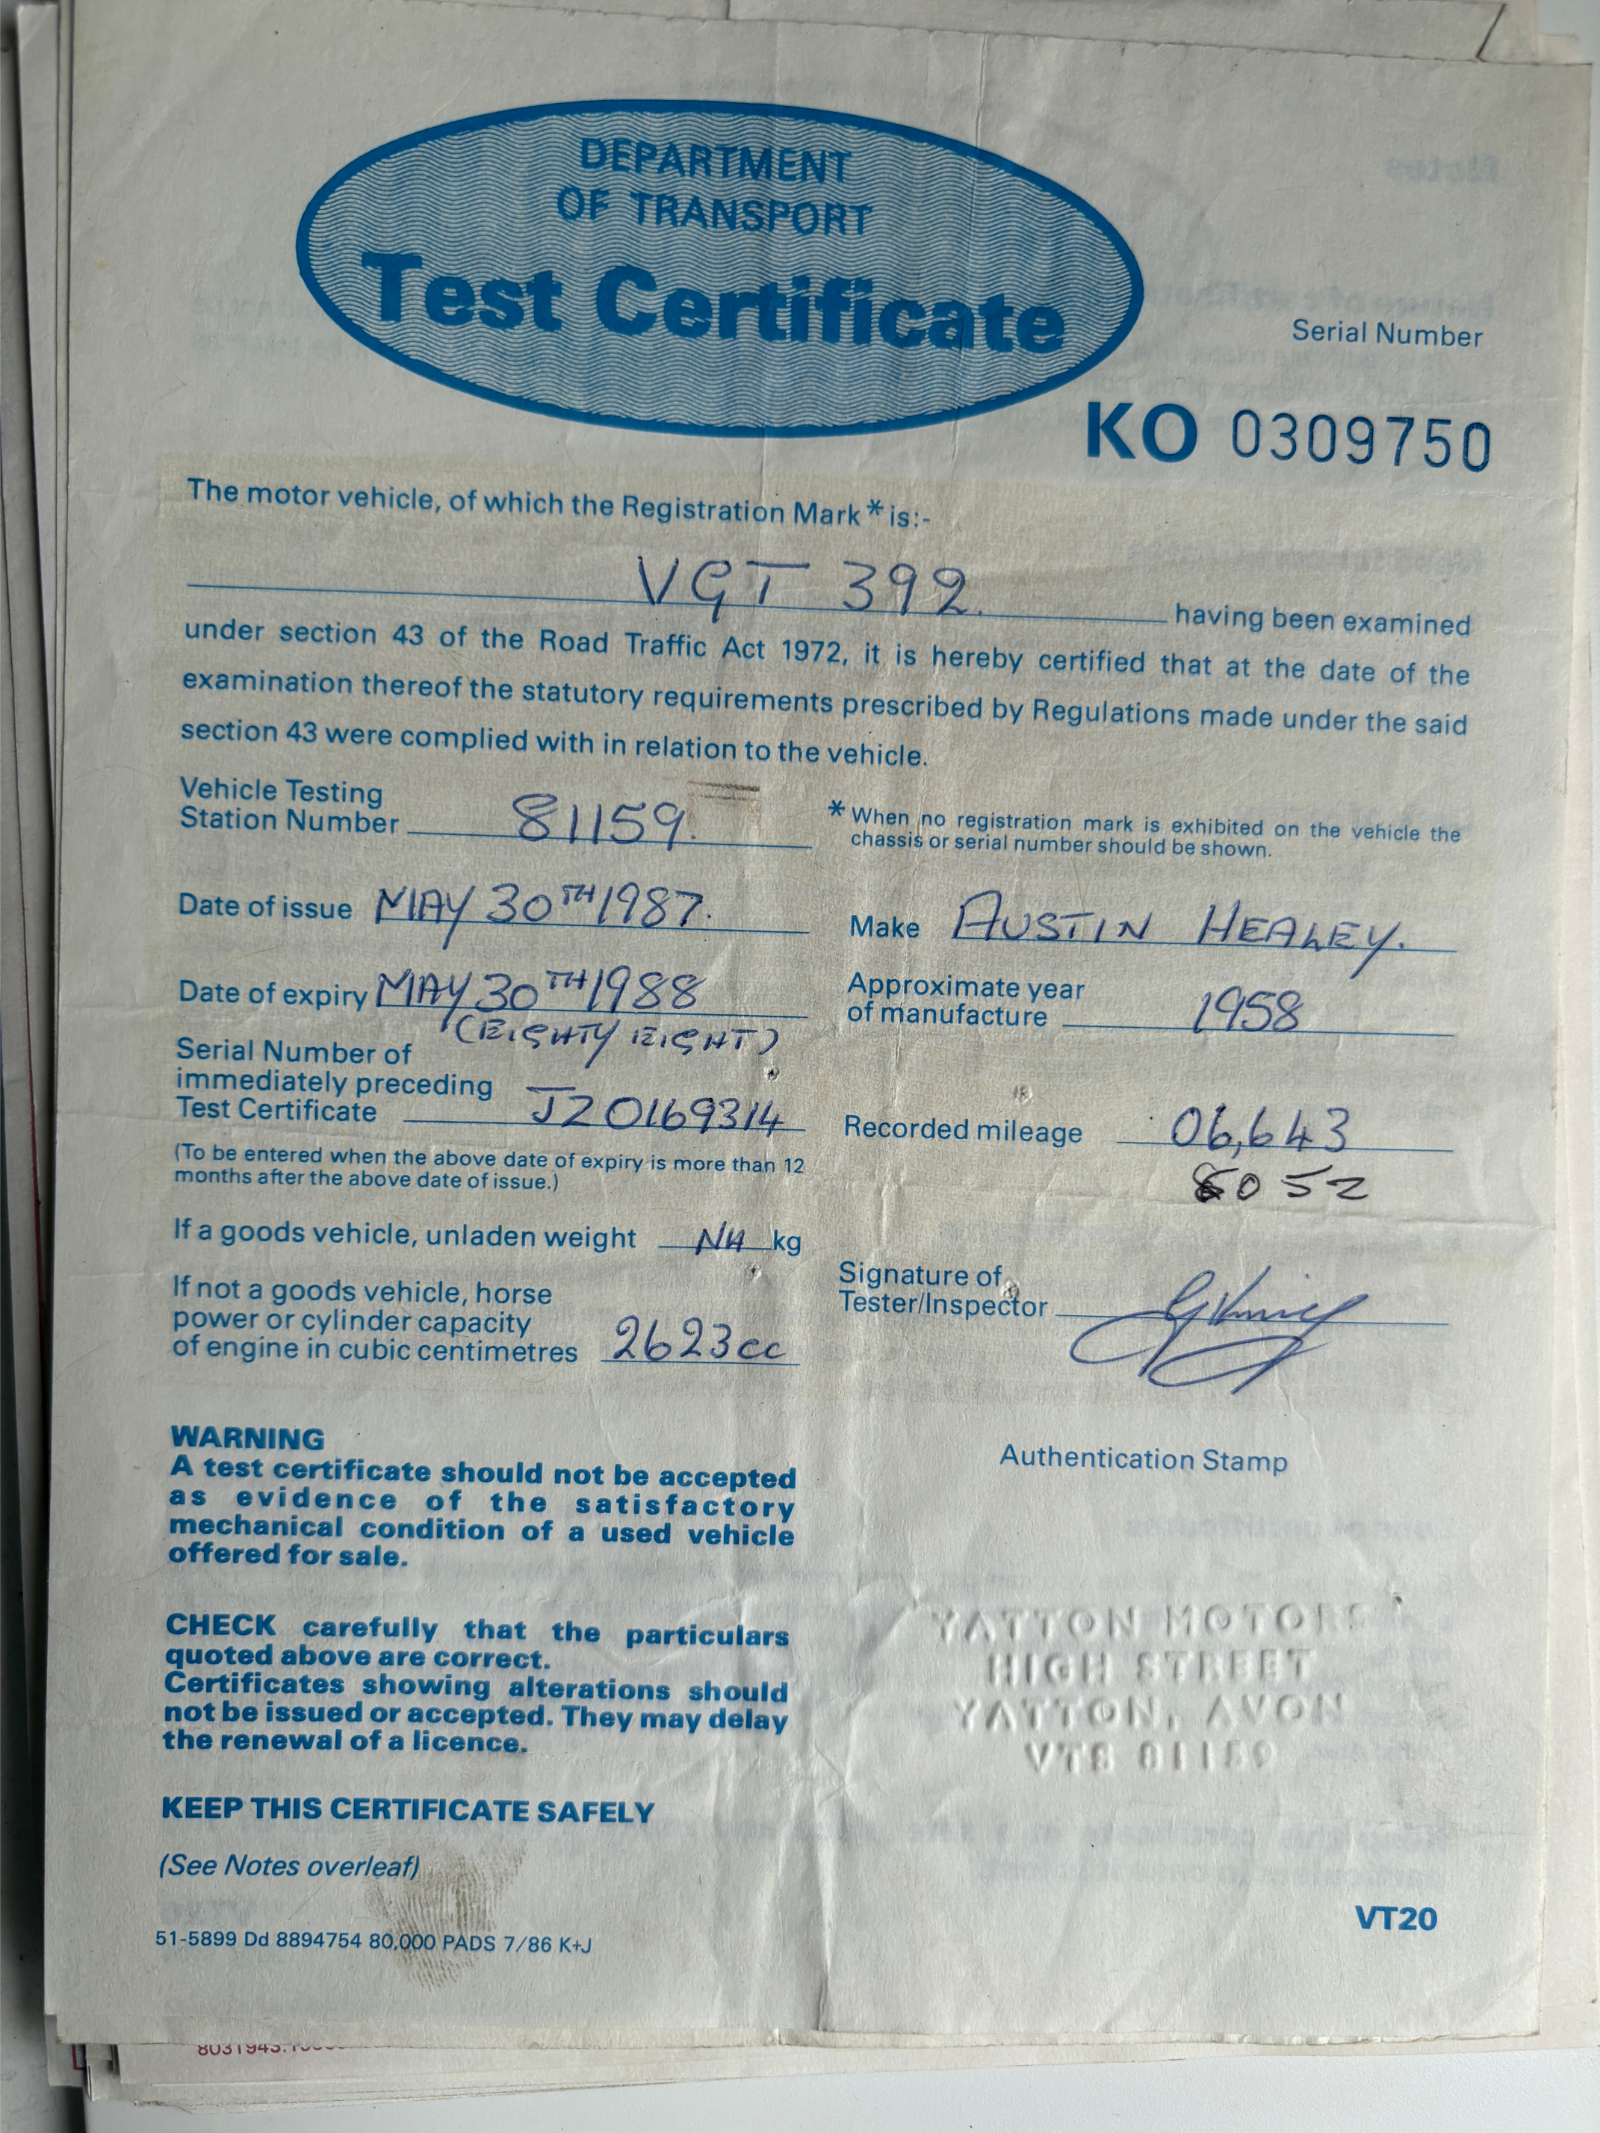 DEPARTMENT
OF TRANSPORT
Test Certificate
Serial Number
KO 0309750
The motor vehicle, of which the Registration Mark * is:-
VGT 392. having been examined
under section 43 of the Road Traffic Act 1972, it is hereby certified that at the date of the
examination thereof the statutory requirements prescribed by Regulations made under the said
section 43 were complied with in relation to the vehicle.
Vehicle Testing
Station Number 81159.
* When no registration mark is exhibited on the vehicle the
chassis or serial number should be shown.
Date of issue MAY 30TH 1987.
Make AUSTIN HEALEY.
Date of expiry MAY 30TH 1988
(EIGHTY EIGHT)
Approximate year
of manufacture 1958
Serial Number of
immediately preceding
Test Certificate JZ0169314
(To be entered when the above date of expiry is more than 12
months after the above date of issue.)
Recorded mileage 06,643
8052
If a goods vehicle, unladen weight NA kg
If not a goods vehicle, horse
power or cylinder capacity
of engine in cubic centimetres 2623cc
Signature of
Tester/Inspector
WARNING
A test certificate should not be accepted
as evidence of the satisfactory
mechanical condition of a used vehicle
offered for sale.
CHECK carefully that the particulars
quoted above are correct.
Certificates showing alterations should
not be issued or accepted. They may delay
the renewal of a licence.
KEEP THIS CERTIFICATE SAFELY
(See Notes overleaf)
51-5899 Dd 8894754 80,000 PADS 7/86 K+J
Authentication Stamp
YATTON MOTORS
HIGH STREET
YATTON, AVON
VTS 81159
VT20